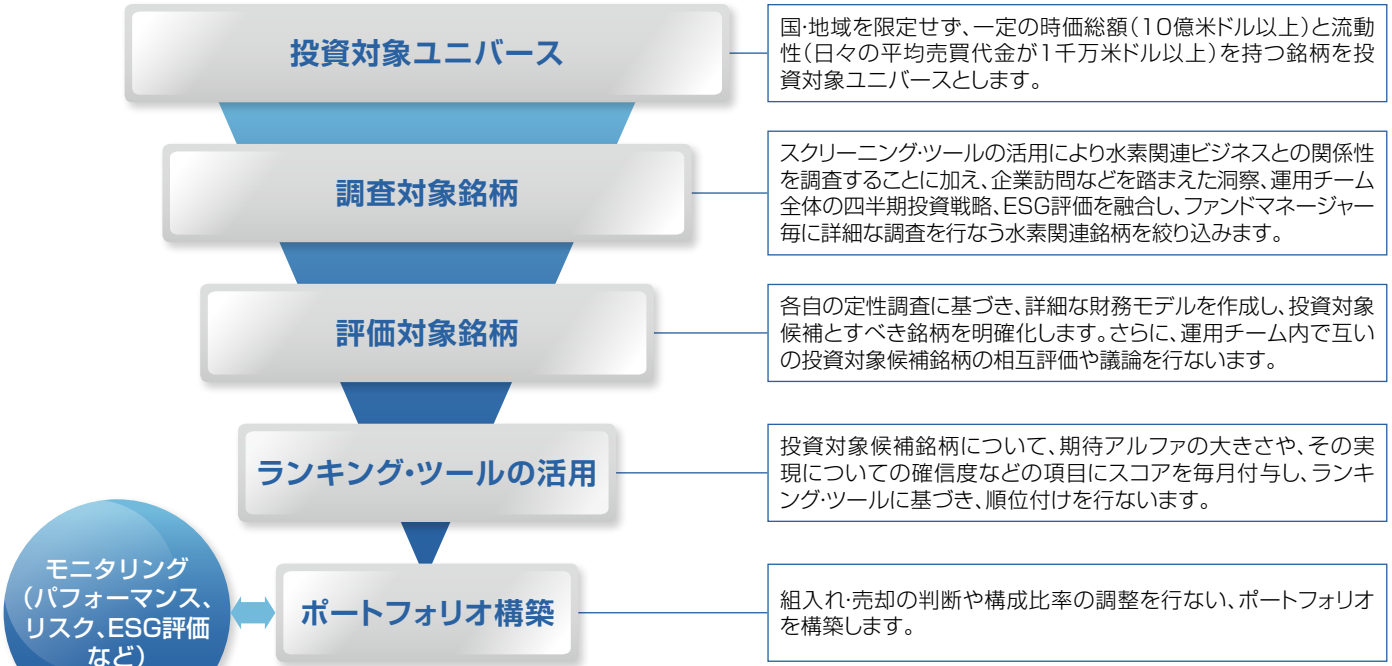 投資対象ユニバース
国・地域を限定せず、一定の時価総額(10億米ドル以上)と流動
性(日々の平均売買代金が1千万米ドル以上)を持つ銘柄を投
資対象ユニバースとします。
調査対象銘柄
スクリーニング・ツールの活用により水素関連ビジネスとの関係性
を調査することに加え、企業訪問などを踏まえた洞察、運用チーム
全体の四半期投資戦略、ESG評価を融合し、ファンドマネージャー
毎に詳細な調査を行なう水素関連銘柄を絞り込みます。
評価対象銘柄
各自の定性調査に基づき、詳細な財務モデルを作成し、投資対象
候補とすべき銘柄を明確化します。さらに、運用チーム内で互い
の投資対象候補銘柄の相互評価や議論を行ないます。
ランキング・ツールの活用
投資対象候補銘柄について、期待アルファの大きさや、その実
現についての確信度などの項目にスコアを毎月付与し、ランキ
ング・ツールに基づき、順位付けを行ないます。
モニタリング
(パフォーマンス、
リスク、ESG評価
など)
ポートフォリオ構築
組入れ・売却の判断や構成比率の調整を行ない、ポートフォリオ
を構築します。